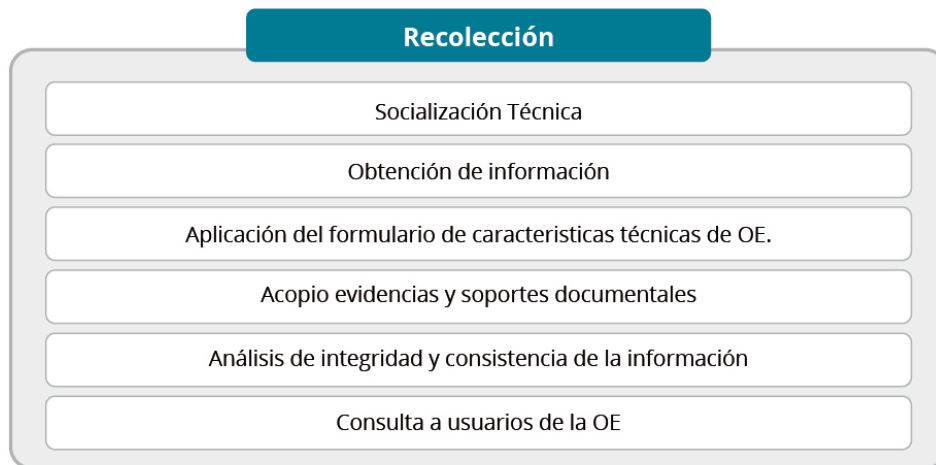 Recolección
Socialización Técnica
Obtención de información
Aplicación del formulario de caracteristicas técnicas de OE.
Acopio evidencias y soportes documentales
Análisis de integridad y consistencia de la información
Consulta a usuarios de la OE